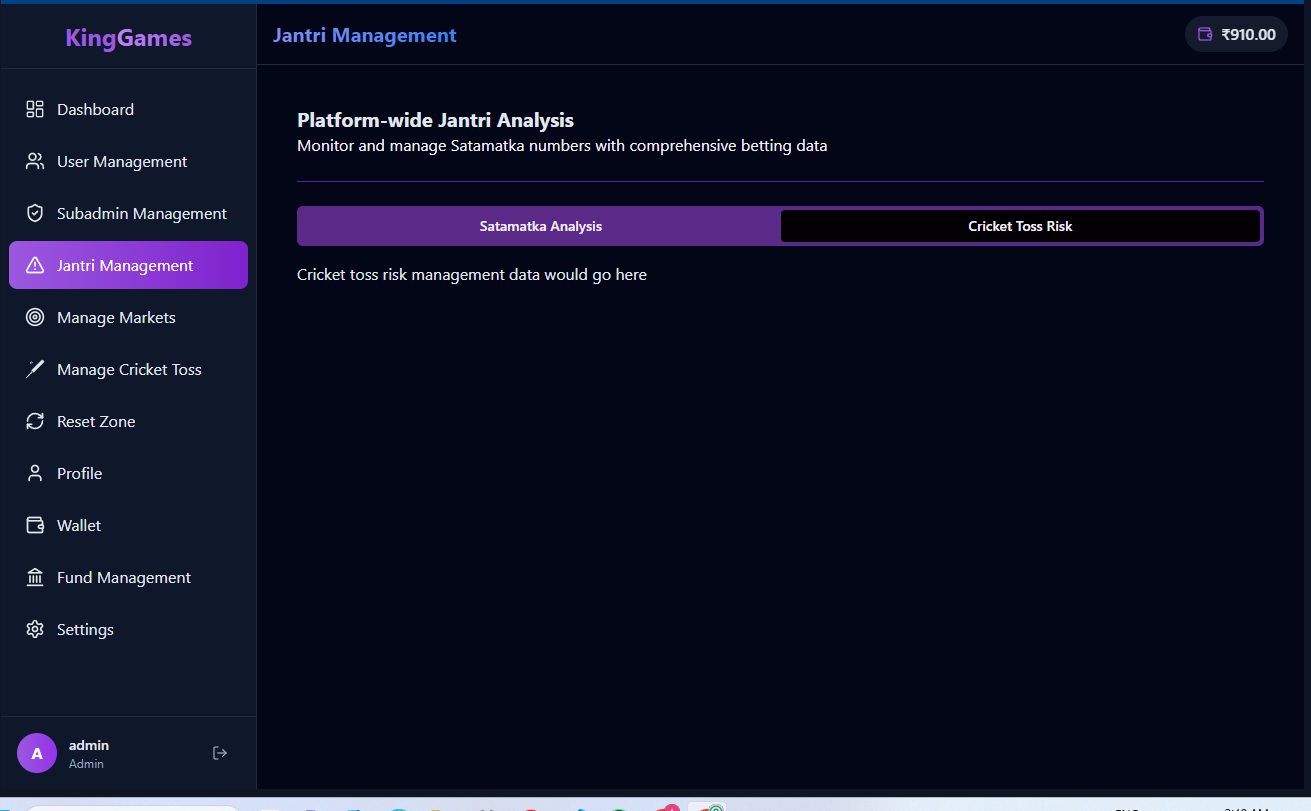 KingGames
Jantri Management
₹910.00
Dashboard
User Management
Subadmin Management
Jantri Management
Manage Markets
Manage Cricket Toss
Reset Zone
Profile
Wallet
Fund Management
Settings
Platform-wide Jantri Analysis
Monitor and manage Satamatka numbers with comprehensive betting data
Satamatka Analysis
Cricket Toss Risk
Cricket toss risk management data would go here
A
admin
Admin